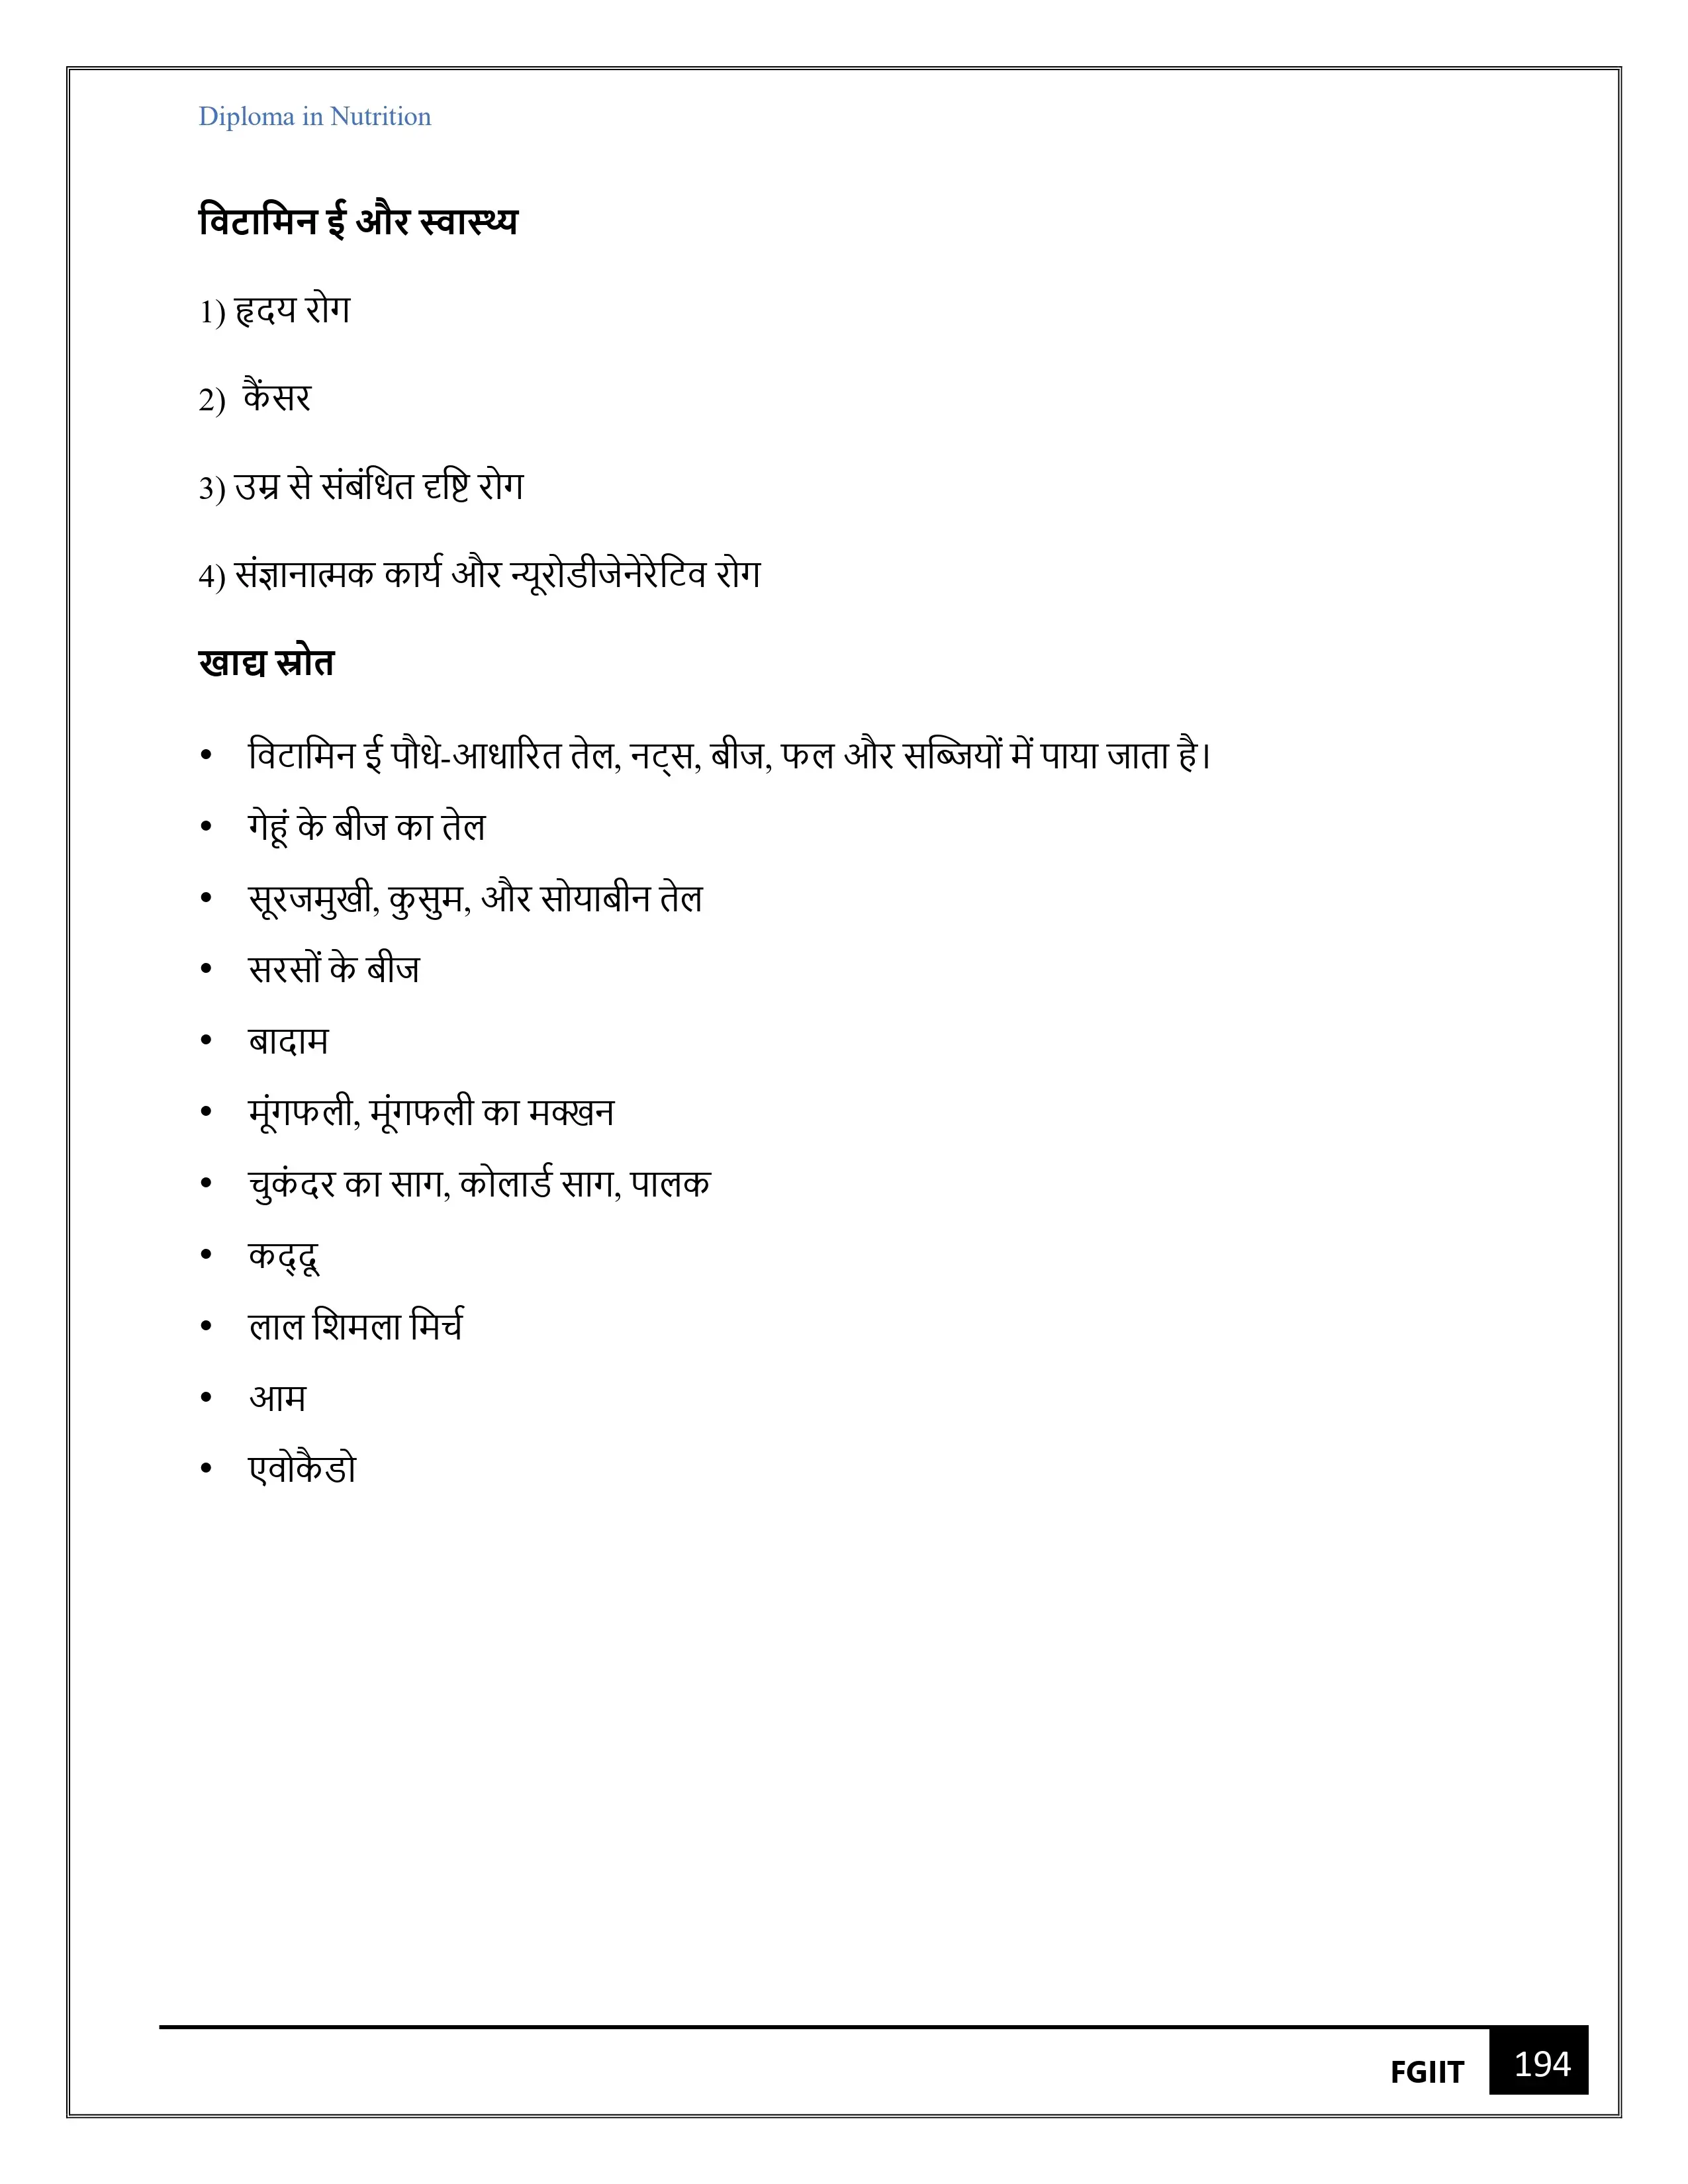 Diploma in Nutrition
विटामिन ई और स्वास्थ्य
1) हृदय रोग
2) कैंसर
3) उम्र से संबंधित दृष्टि रोग
4) संज्ञानात्मक कार्य और न्यूरोडीजेनेरेटिव रोग
खाद्य स्रोत
• विटामिन ई पौधे-आधारित तेल, नट्स, बीज, फल और सब्जियों में पाया जाता है।
• गेहूं के बीज का तेल
• सूरजमुखी, कुसुम, और सोयाबीन तेल
• सरसों के बीज
• बादाम
• मूंगफली, मूंगफली का मक्खन
• चुकंदर का साग, कोलार्ड साग, पालक
• कद्दू
• लाल शिमला मिर्च
• आम
• एवोकैडो
FGIIT 194